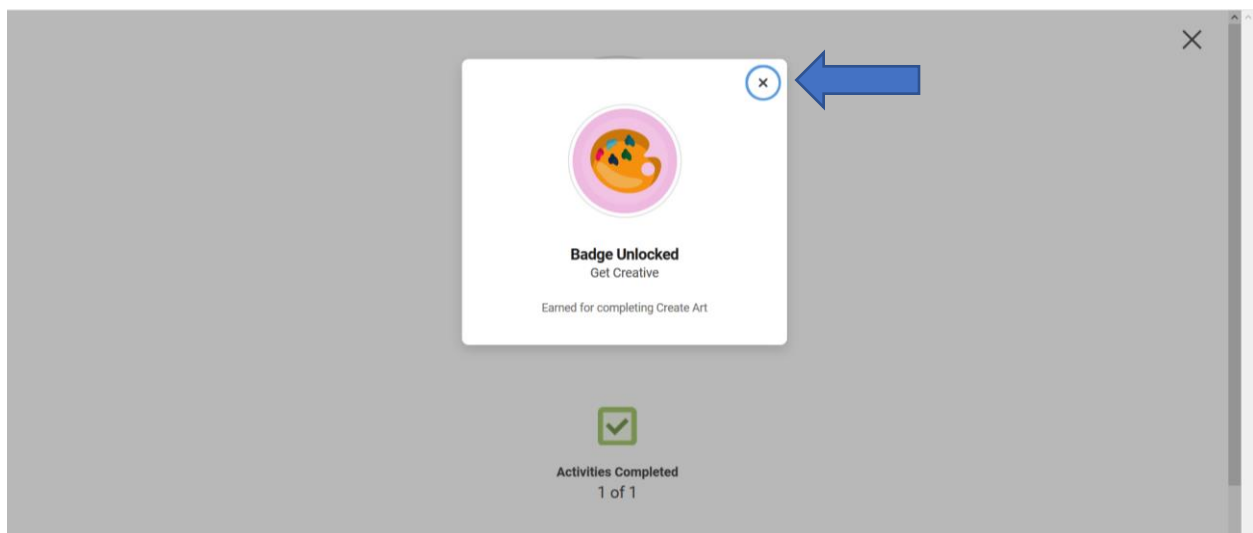 Badge Unlocked
Get Creative
Earned for completing Create Art
Activities Completed
1 of 1